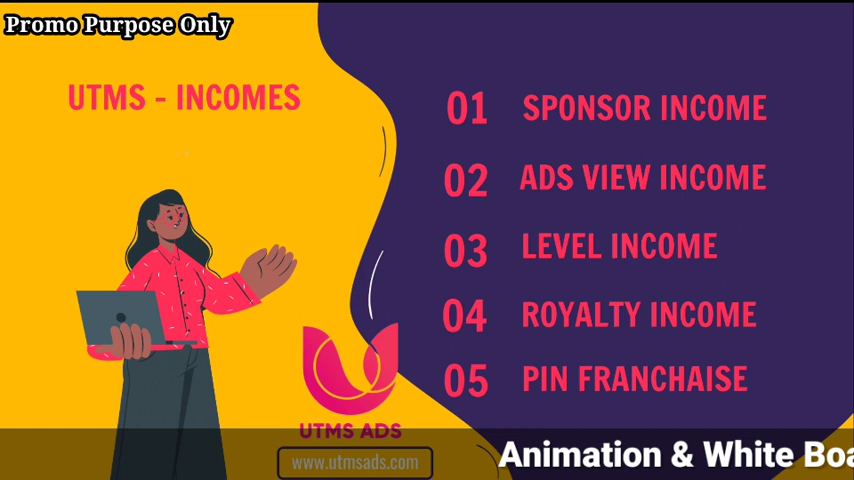 Promo Purpose Only
UTMS - INCOMES
01 SPONSOR INCOME
02 ADS VIEW INCOME
03 LEVEL INCOME
04 ROYALTY INCOME
05 PIN FRANCHAISE
UTMS ADS
www.utmsads.com
Animation & White Boa